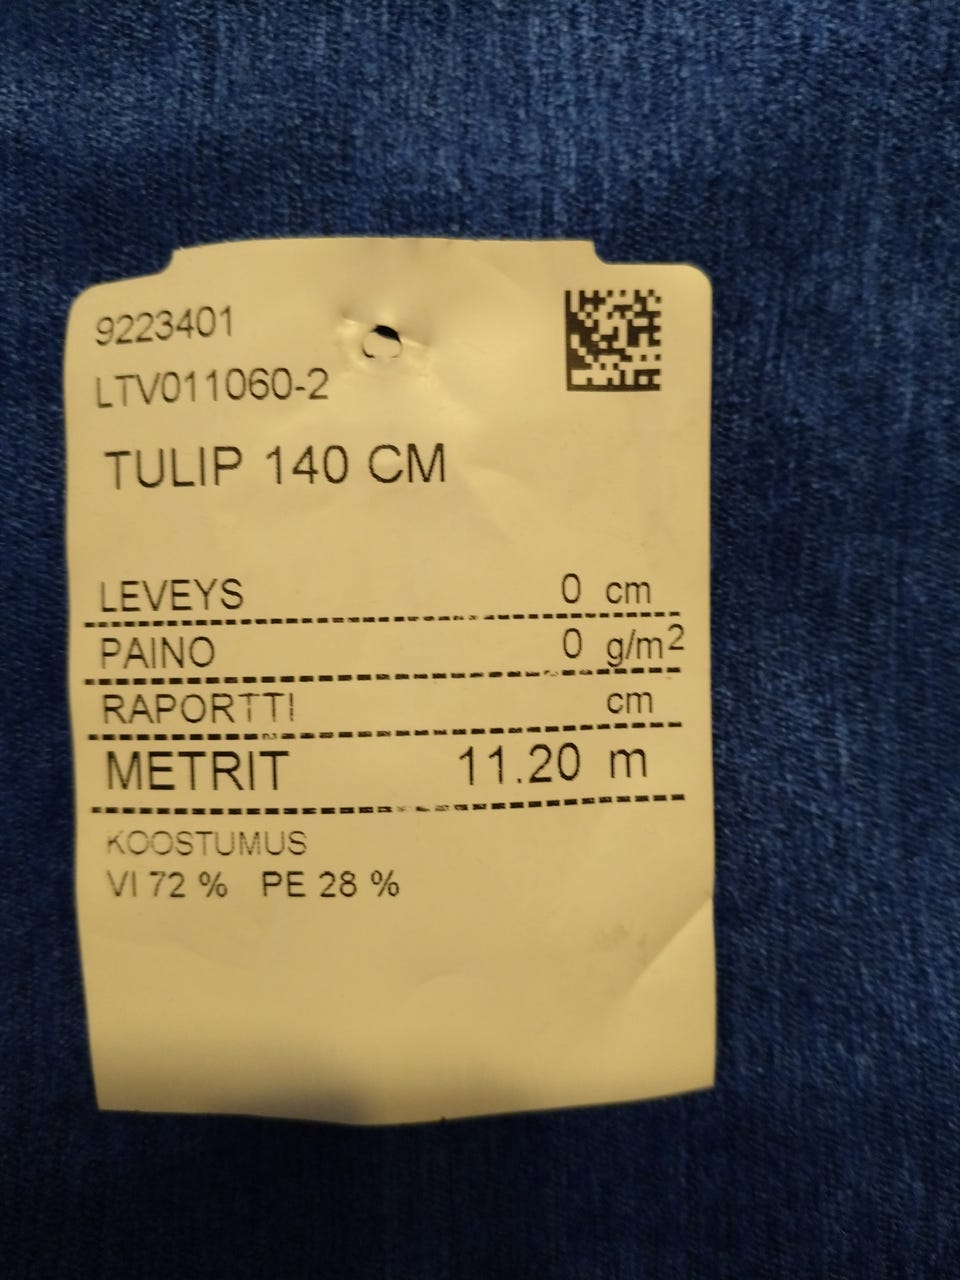 9223401
LTV011060-2
TULIP 140 CM
LEVEYS 0 cm
PAINO 0 g/m2
RAPORTTI cm
METRIT 11.20 m
KOOSTUMUS
VI 72 % PE 28 %